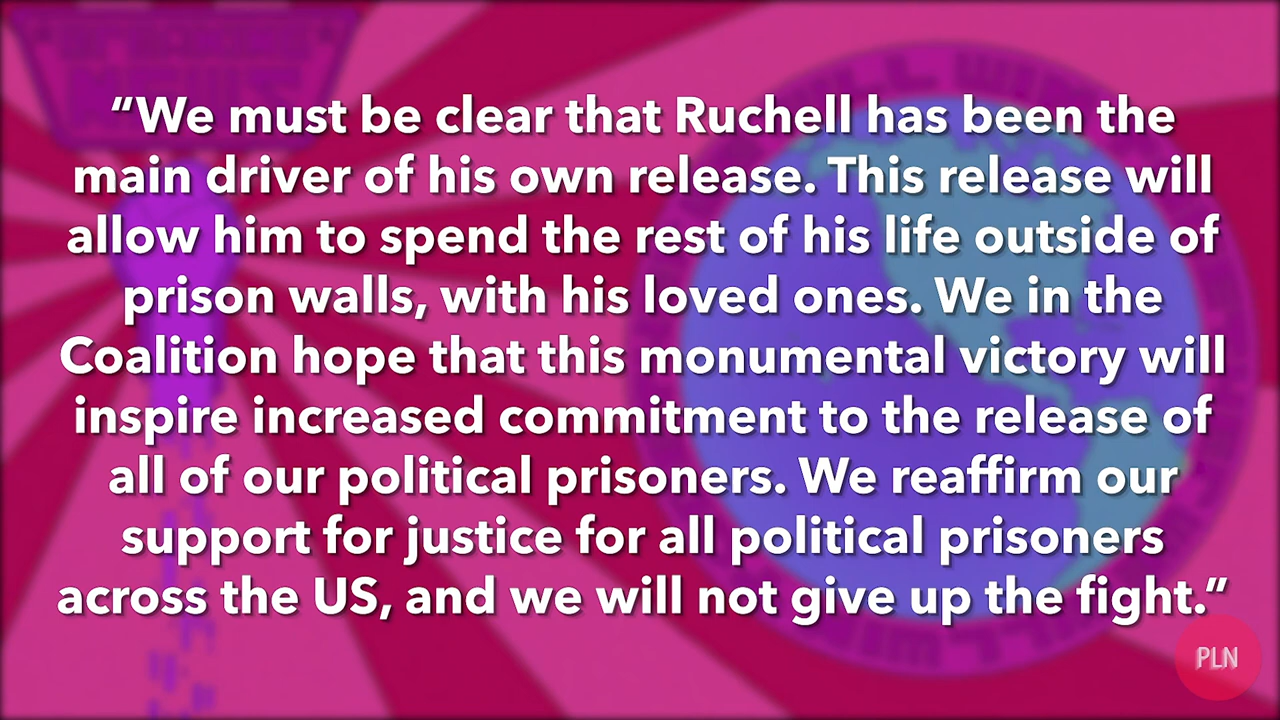 “We must be clear that Ruchell has been the
main driver of his own release. This release will
allow him to spend the rest of his life outside of
prison walls, with his loved ones. We in the
Coalition hope that this monumental victory will
inspire increased commitment to the release of
all of our political prisoners. We reaffirm our
support for justice for all political prisoners
across the US, and we will not give up the fight.”
PLN